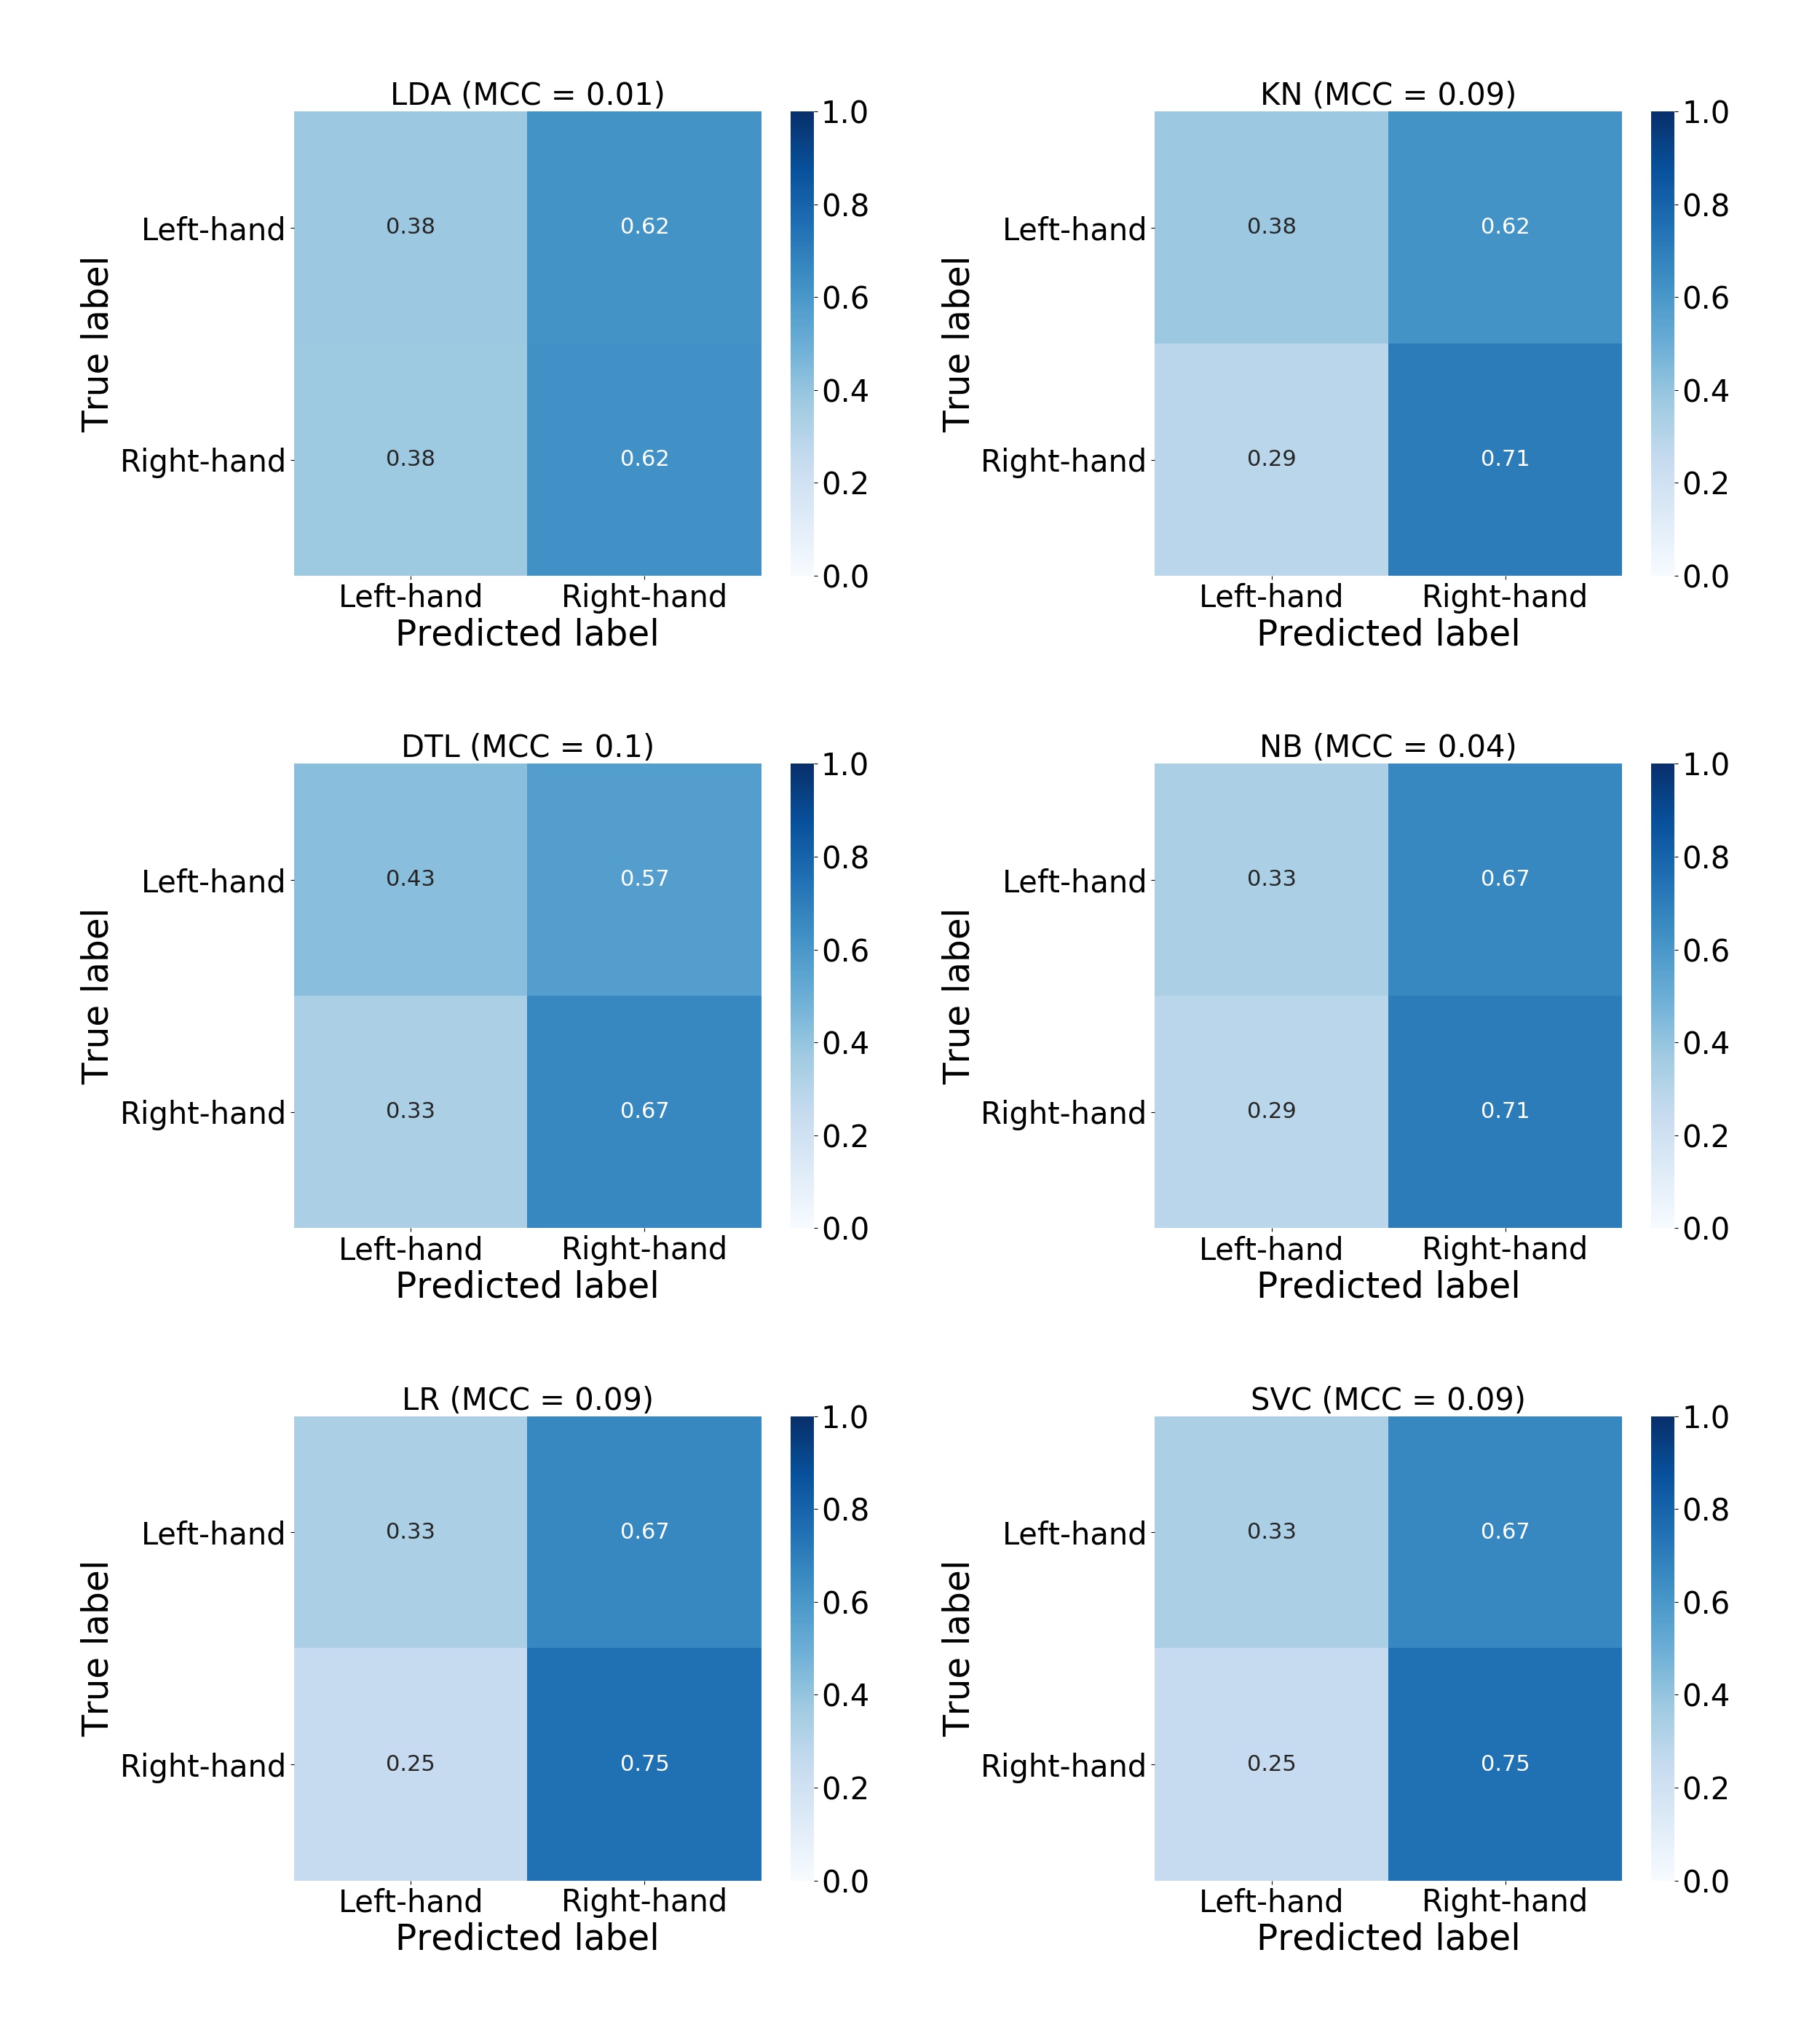 LDA (MCC = 0.01)
1.0
0.8
0.6
0.4
0.2
0.0
True label
Left-hand
0.38 0.62
Right-hand
0.38 0.62
Left-hand Right-hand
Predicted label
KN (MCC = 0.09)
1.0
0.8
0.6
0.4
0.2
0.0
True label
Left-hand
0.38 0.62
Right-hand
0.29 0.71
Left-hand Right-hand
Predicted label
DTL (MCC = 0.1)
1.0
0.8
0.6
0.4
0.2
0.0
True label
Left-hand
0.43 0.57
Right-hand
0.33 0.67
Left-hand Right-hand
Predicted label
NB (MCC = 0.04)
1.0
0.8
0.6
0.4
0.2
0.0
True label
Left-hand
0.33 0.67
Right-hand
0.29 0.71
Left-hand Right-hand
Predicted label
LR (MCC = 0.09)
1.0
0.8
0.6
0.4
0.2
0.0
True label
Left-hand
0.33 0.67
Right-hand
0.25 0.75
Left-hand Right-hand
Predicted label
SVC (MCC = 0.09)
1.0
0.8
0.6
0.4
0.2
0.0
True label
Left-hand
0.33 0.67
Right-hand
0.25 0.75
Left-hand Right-hand
Predicted label